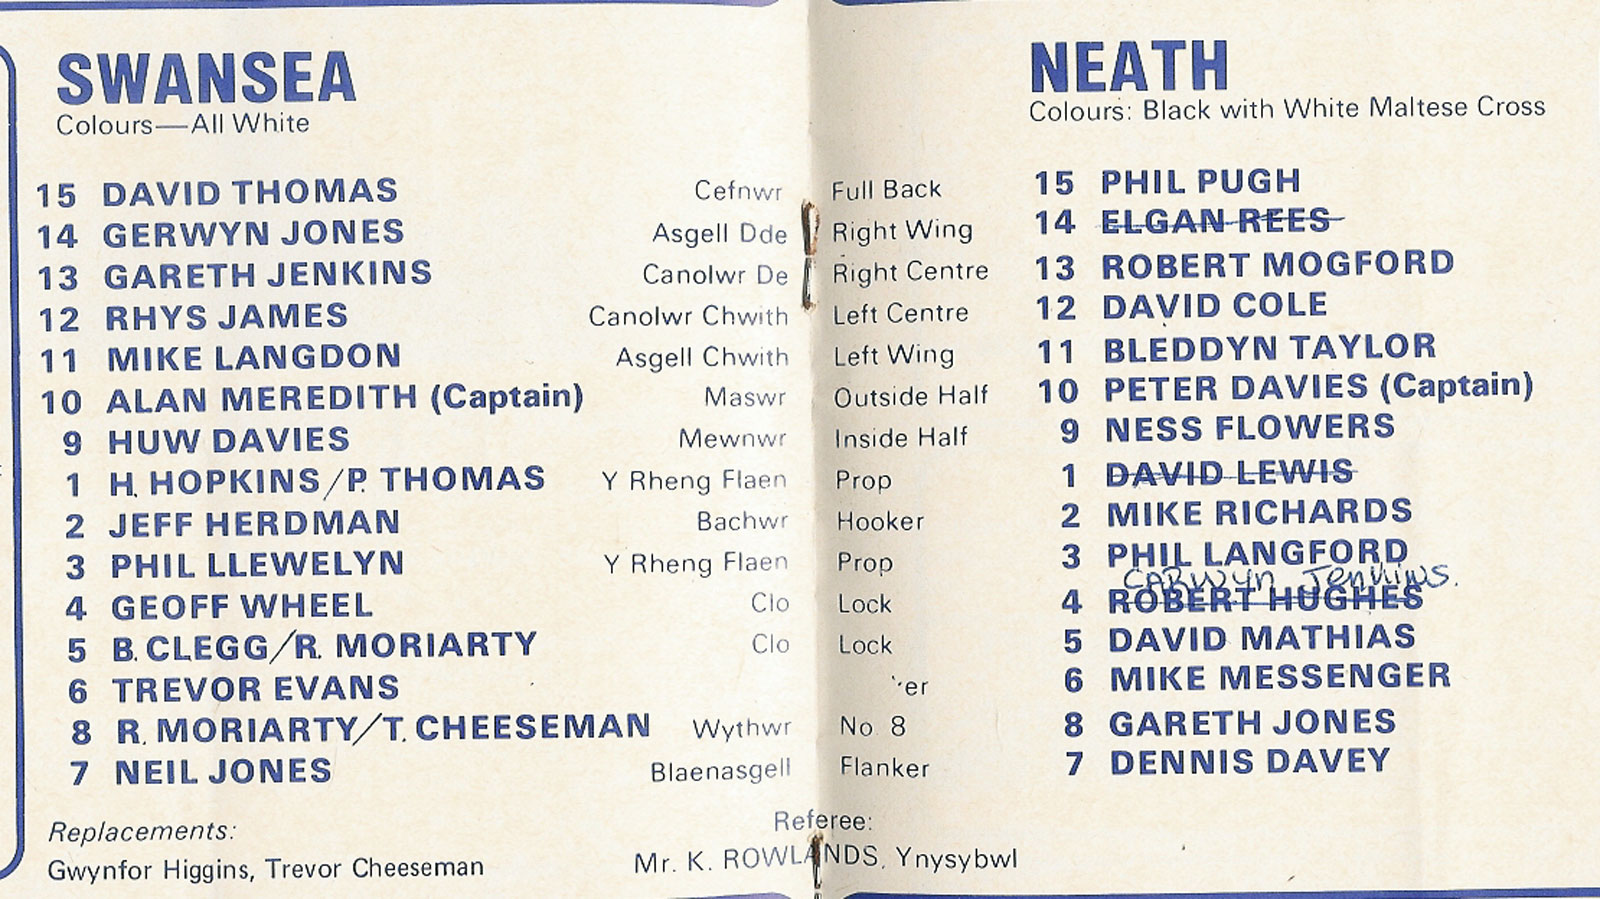 SWANSEA
Colours—All White
15 DAVID THOMAS Cefnwr
14 GERWYN JONES Asgell Dde
13 GARETH JENKINS Canolwr De
12 RHYS JAMES Canolwr Chwith
11 MIKE LANGDON Asgell Chwith
10 ALAN MEREDITH (Captain) Maswr
9 HUW DAVIES Mewnwr
1 H. HOPKINS/P. THOMAS Y Rheng Flaen
2 JEFF HERDMAN Bachwr
3 PHIL LLEWELYN Y Rheng Flaen
4 GEOFF WHEEL Clo
5 B. CLEGG/R. MORIARTY Clo
6 TREVOR EVANS
8 R. MORIARTY/T. CHEESEMAN Wythwr
7 NEIL JONES Blaenasgell
Replacements:
Gwynfor Higgins, Trevor Cheeseman
NEATH
Colours: Black with White Maltese Cross
Full Back 15 PHIL PUGH
Right Wing 14 ELGAN REES
Right Centre 13 ROBERT MOGFORD
Left Centre 12 DAVID COLE
Left Wing 11 BLEDDYN TAYLOR
Outside Half 10 PETER DAVIES (Captain)
Inside Half 9 NESS FLOWERS
Prop 1 DAVID LEWIS
Hooker 2 MIKE RICHARDS
Prop 3 PHIL LANGFORD
CARWYN JENKINS.
Lock 4 ROBERT HUGHES
Lock 5 DAVID MATHIAS
6 MIKE MESSENGER
No 8 8 GARETH JONES
Flanker 7 DENNIS DAVEY
Referee:
Mr. K. ROWLANDS, Ynysybwl